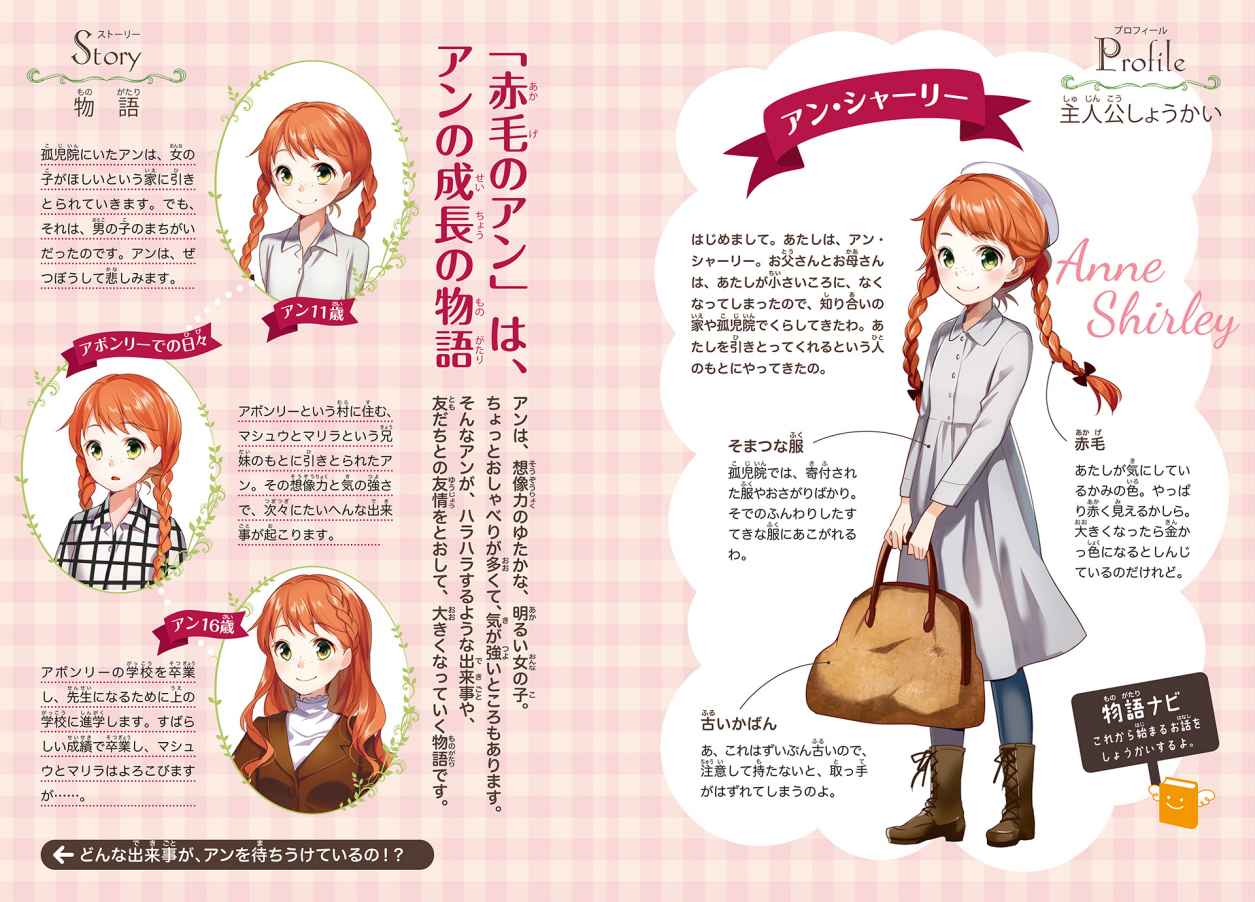 プロフィール
Profile
主人公しょうかい
アン・シャーリー
Anne
Shirley
はじめまして。あたしは、アン・
シャーリー。お父さんとお母さん
は、あたしが小さいころに、なく
なってしまったので、知り合いの
家や孤児院でくらしてきたわ。あ
たしを引きとってくれるという人
のもとにやってきたの。
赤毛
あたしが気にしてい
るかみの色。やっぱ
り赤く見えるかしら。
大きくなったら金か
っ色になるとしんじ
ているのだけれど。
そまつな服
孤児院では、寄付され
た服やおさがりばかり。
そでのふんわりしたす
てきな服にあこがれる
わ。
古いかばん
あ、これはずいぶん古いので、
注意して持たないと、取っ手
がはずれてしまうのよ。
物語ナビ
これから始まるお話を
しょうかいするよ。
「赤毛のアン」は、
アンの成長の物語
アンは、想像力のゆたかな、明るい女の子。
ちょっとおしゃべりが多くて、気が強いところもあります。
そんなアンが、ハラハラするような出来事や、
友だちとの友情をとおして、大きくなっていく物語です。
ストーリー
Story
物語
アン11歳
孤児院にいたアンは、女の
子がほしいという家に引き
とられていきます。でも、
それは、男の子のまちがい
だったのです。アンは、ぜ
つぼうして悲しみます。
アボンリーでの日々
アボンリーという村に住む、
マシュウとマリラという兄
妹のもとに引きとられたア
ン。その想像力と気の強さ
で、次々にたいへんな出来
事が起こります。
アン16歳
アボンリーの学校を卒業
し、先生になるために上の
学校に進学します。すばら
しい成績で卒業し、マシュ
ウとマリラはよろこびます
が……。
←どんな出来事が、アンを待ちうけているの!?